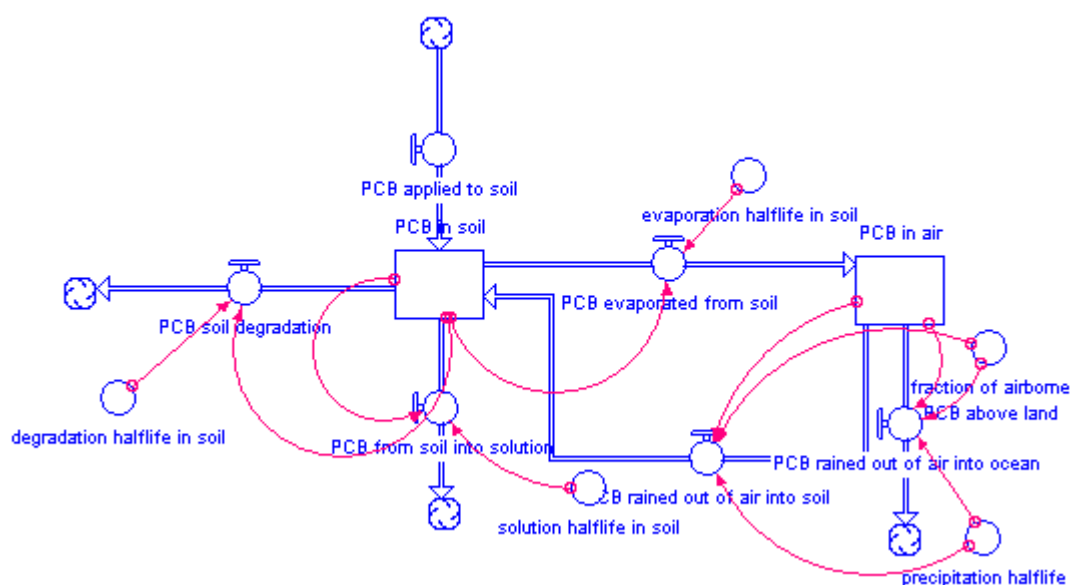 PCB applied to soil
PCB in soil
evaporation halflife in soil
PCB in air
PCB evaporated from soil
PCB soil degradation
fraction of airborne
PCB above land
degradation halflife in soil
PCB from soil into solution
PCB rained out of air into ocean
CB rained out of air into soil
solution halflife in soil
precipitation halflife